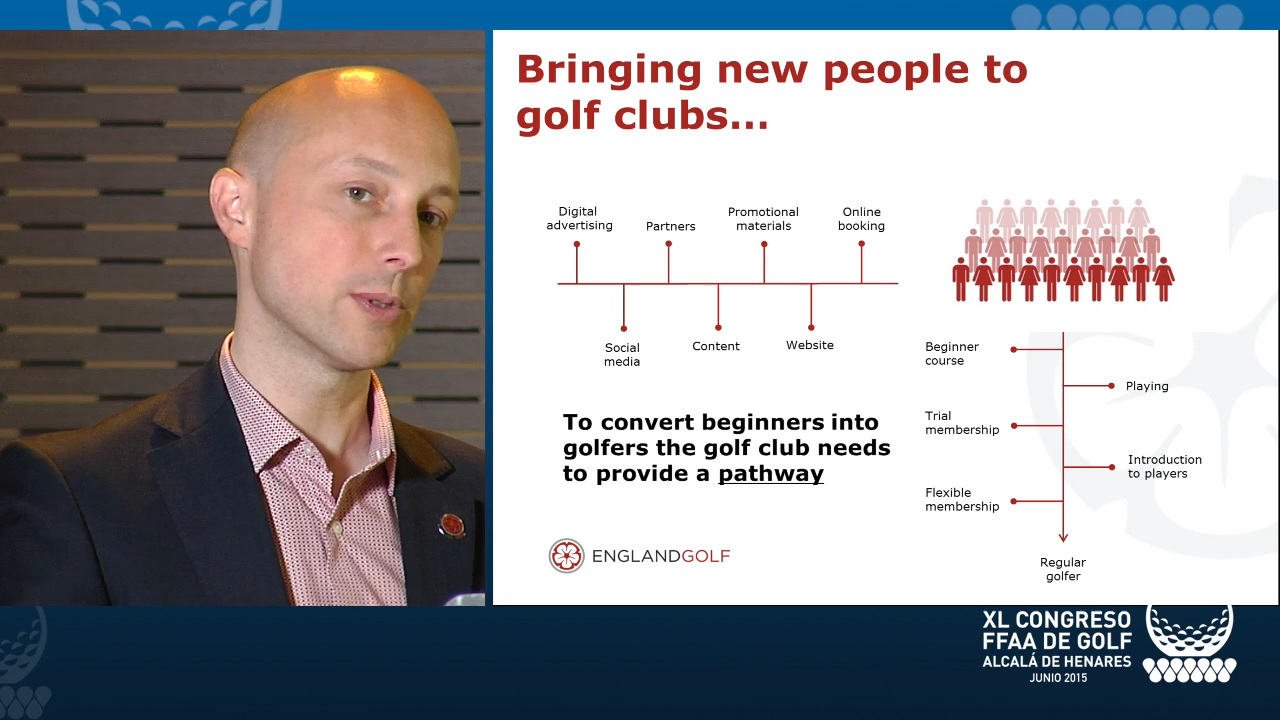 Bringing new people to
golf clubs...
Digital
advertising
Partners
Promotional
materials
Online
booking
Social
media
Content
Website
To convert beginners into
golfers the golf club needs
to provide a pathway
Beginner
course
Playing
Trial
membership
Introduction
to players
Flexible
membership
Regular
golfer
ENGLANDGOLF
XL CONGRESO
FFAA DE GOLF
ALCALÁ DE HENARES
JUNIO 2015